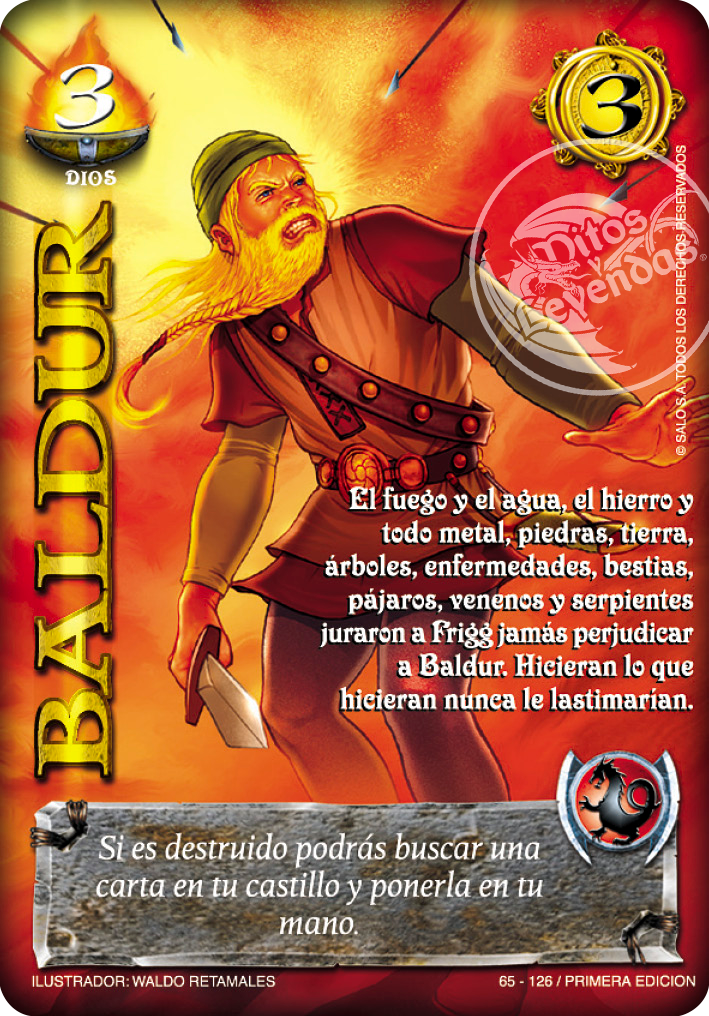 3
DIOS
3
BALDUR
Mitos
y
Leyendas
© SALO S.A. TODOS LOS DERECHOS RESERVADOS
El fuego y el agua, el hierro y
todo metal, piedras, tierra,
árboles, enfermedades, bestias,
pájaros, venenos y serpientes
juraron a Frigg jamás perjudicar
a Baldur. Hicieran lo que
hicieran nunca le lastimarían.
Si es destruido podrás buscar una
carta en tu castillo y ponerla en tu
mano.
ILUSTRADOR: WALDO RETAMALES
65 - 126 / PRIMERA EDICION